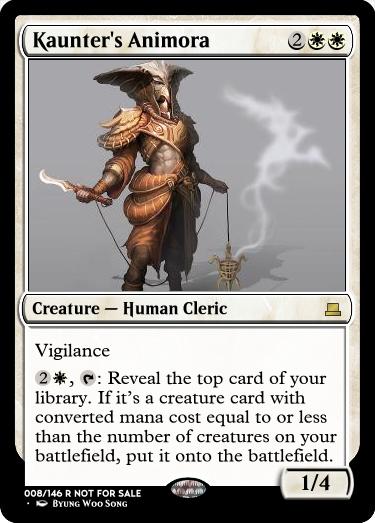 Kaunter's Animora 2
Creature — Human Cleric
Vigilance
2, : Reveal the top card of your
library. If it's a creature card with
converted mana cost equal to or less
than the number of creatures on your
battlefield, put it onto the battlefield.
1/4
008/146 R NOT FOR SALE
Byung Woo Song